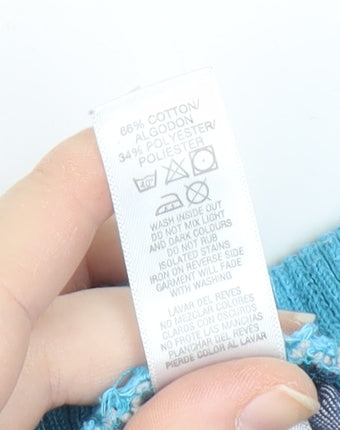 66% COTTON/
ALGODON
34% POLYESTER/
POLIESTER
40°
WASH INSIDE OUT
DO NOT MIX LIGHT
AND DARK COLOURS
DO NOT RUB
ISOLATED STAINS
IRON ON REVERSE SIDE
GARMENT WILL FADE
WITH WASHING
LAVAR DEL REVES
NO MEZCLAR COLORES
CLAROS CON OSCUROS
NO FROTE LAS MANCHAS
PLANCHAR DEL REVES
PIERDE COLOR AL LAVAR